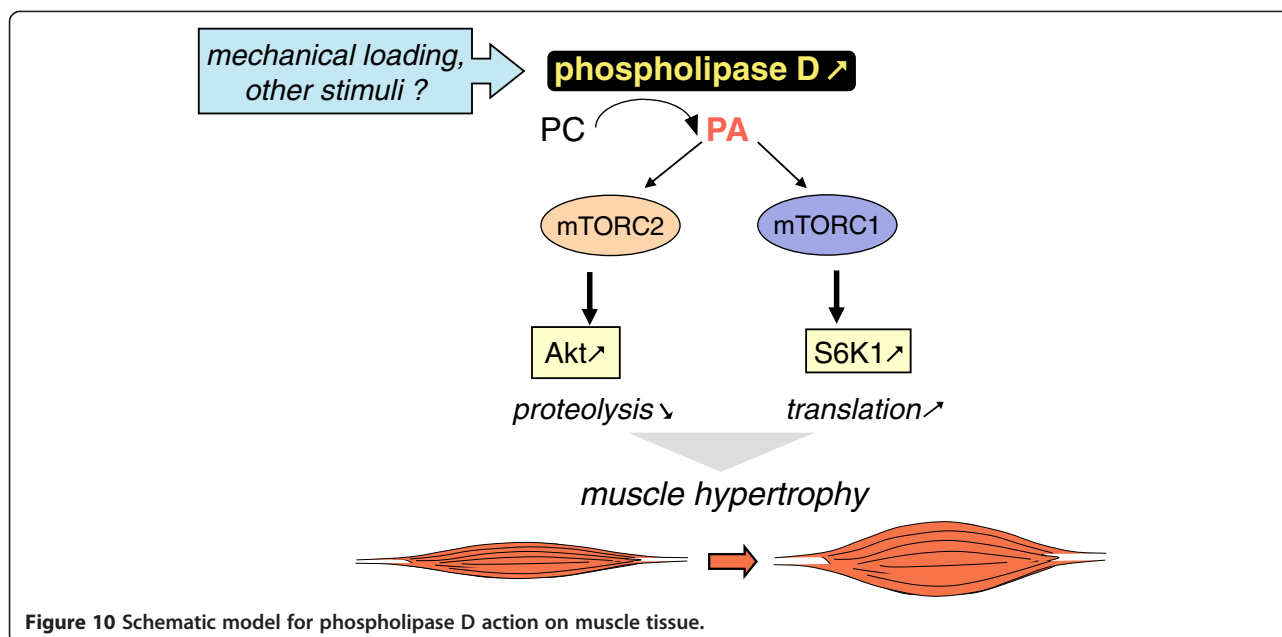 mechanical loading,
other stimuli ?
phospholipase D↗
PC
PA
mTORC2
mTORC1
Akt↗
S6K1↗
proteolysis↘
translation↗
muscle hypertrophy
Figure 10 Schematic model for phospholipase D action on muscle tissue.